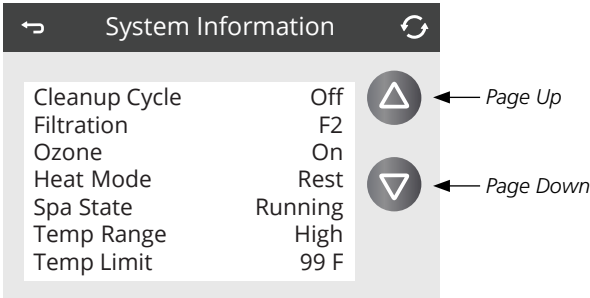 System Information
Cleanup Cycle Off
Filtration F2
Ozone On
Heat Mode Rest
Spa State Running
Temp Range High
Temp Limit 99 F
Page Up
Page Down